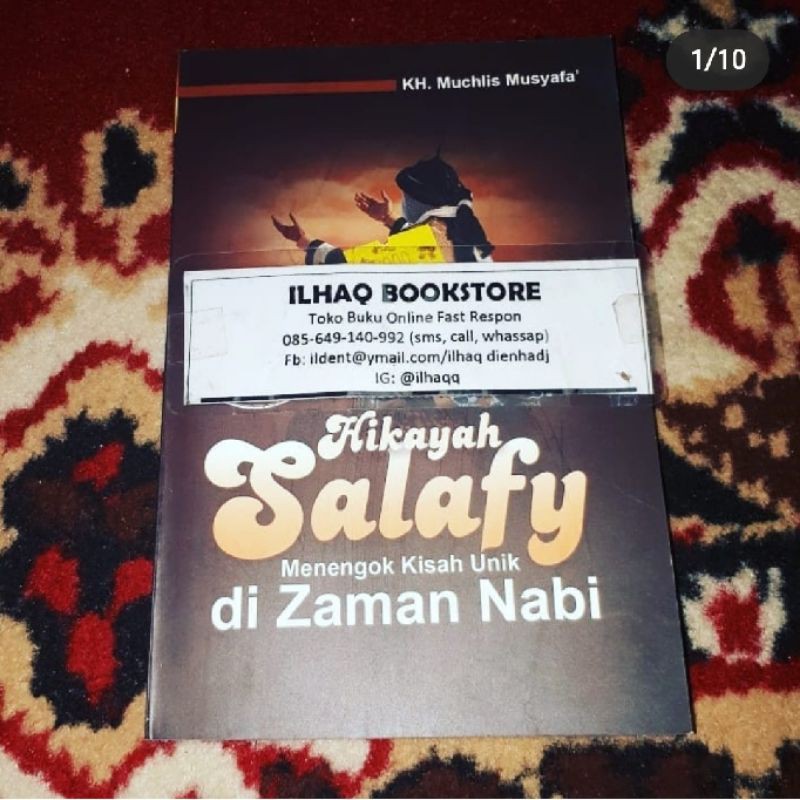 1/10
KH. Muchlis Musyafa'
ILHAQ BOOKSTORE
Toko Buku Online Fast Respon
085-649-140-992 (sms, call, whassap)
Fb: ildent@ymail.com/ilhaq dienhadj
IG: @ilhaqq
Hikayah
Salafy
Menengok Kisah Unik
di Zaman Nabi